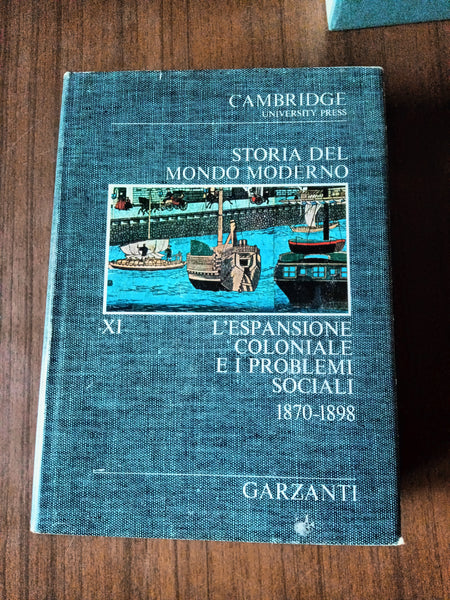 CAMBRIDGE
UNIVERSITY PRESS
STORIA DEL
MONDO MODERNO
XI
L'ESPANSIONE
COLONIALE
E I PROBLEMI
SOCIALI
1870-1898
GARZANTI